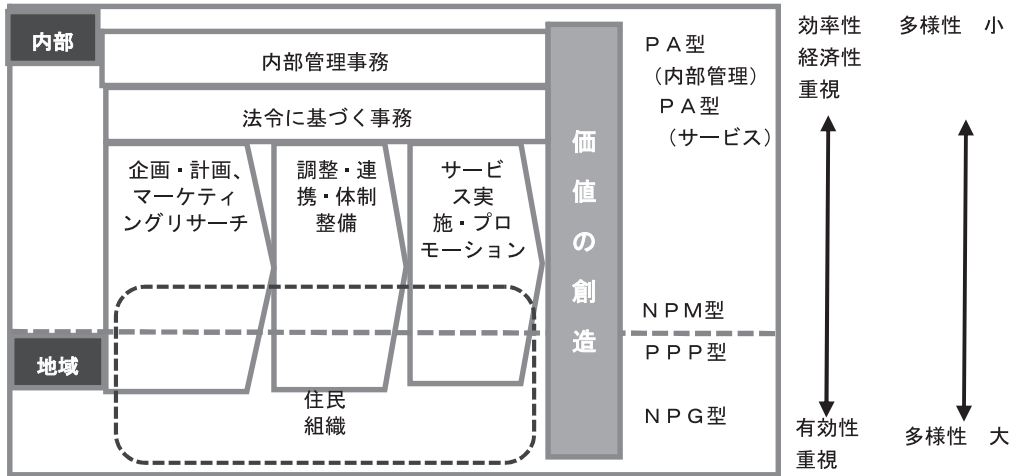 内部
内部管理事務
法令に基づく事務
企画・計画、
マーケティ
ングリサーチ
調整・連
携・体制
整備
サービ
ス実
施・プロ
モーション
価値の創造
地域
住民
組織
ＰＡ型
（内部管理）
ＰＡ型
（サービス）
ＮＰＭ型
ＰＰＰ型
ＮＰＧ型
効率性
経済性
重視
有効性
重視
多様性　小
多様性　大